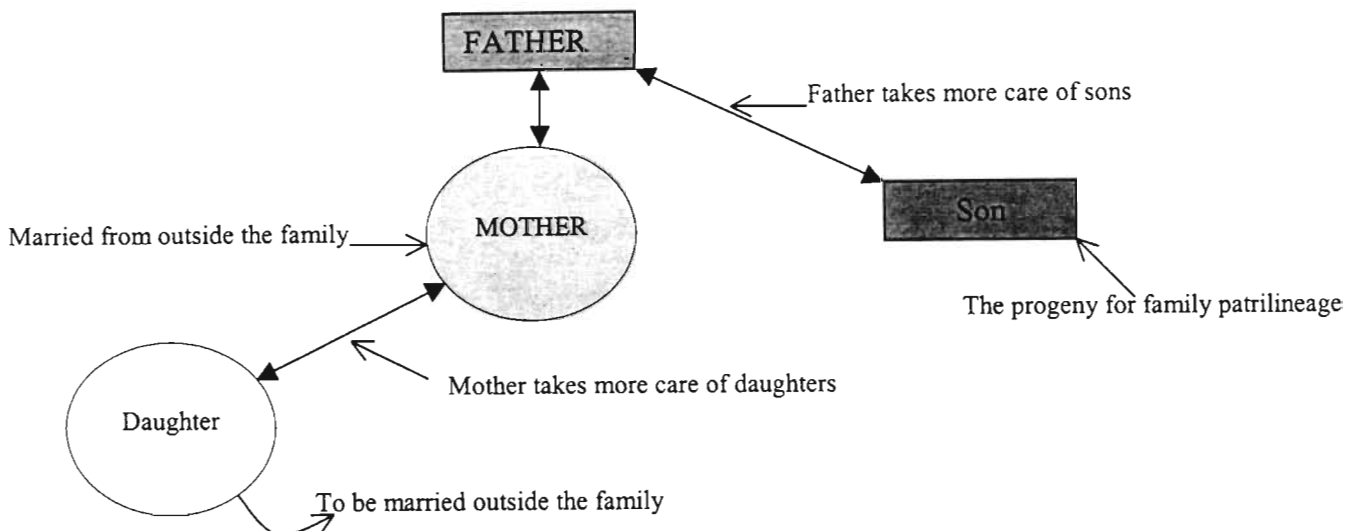 FATHER
Father takes more care of sons
Son
MOTHER
Married from outside the family
The progeny for family patrilineage
Mother takes more care of daughters
Daughter
To be married outside the family